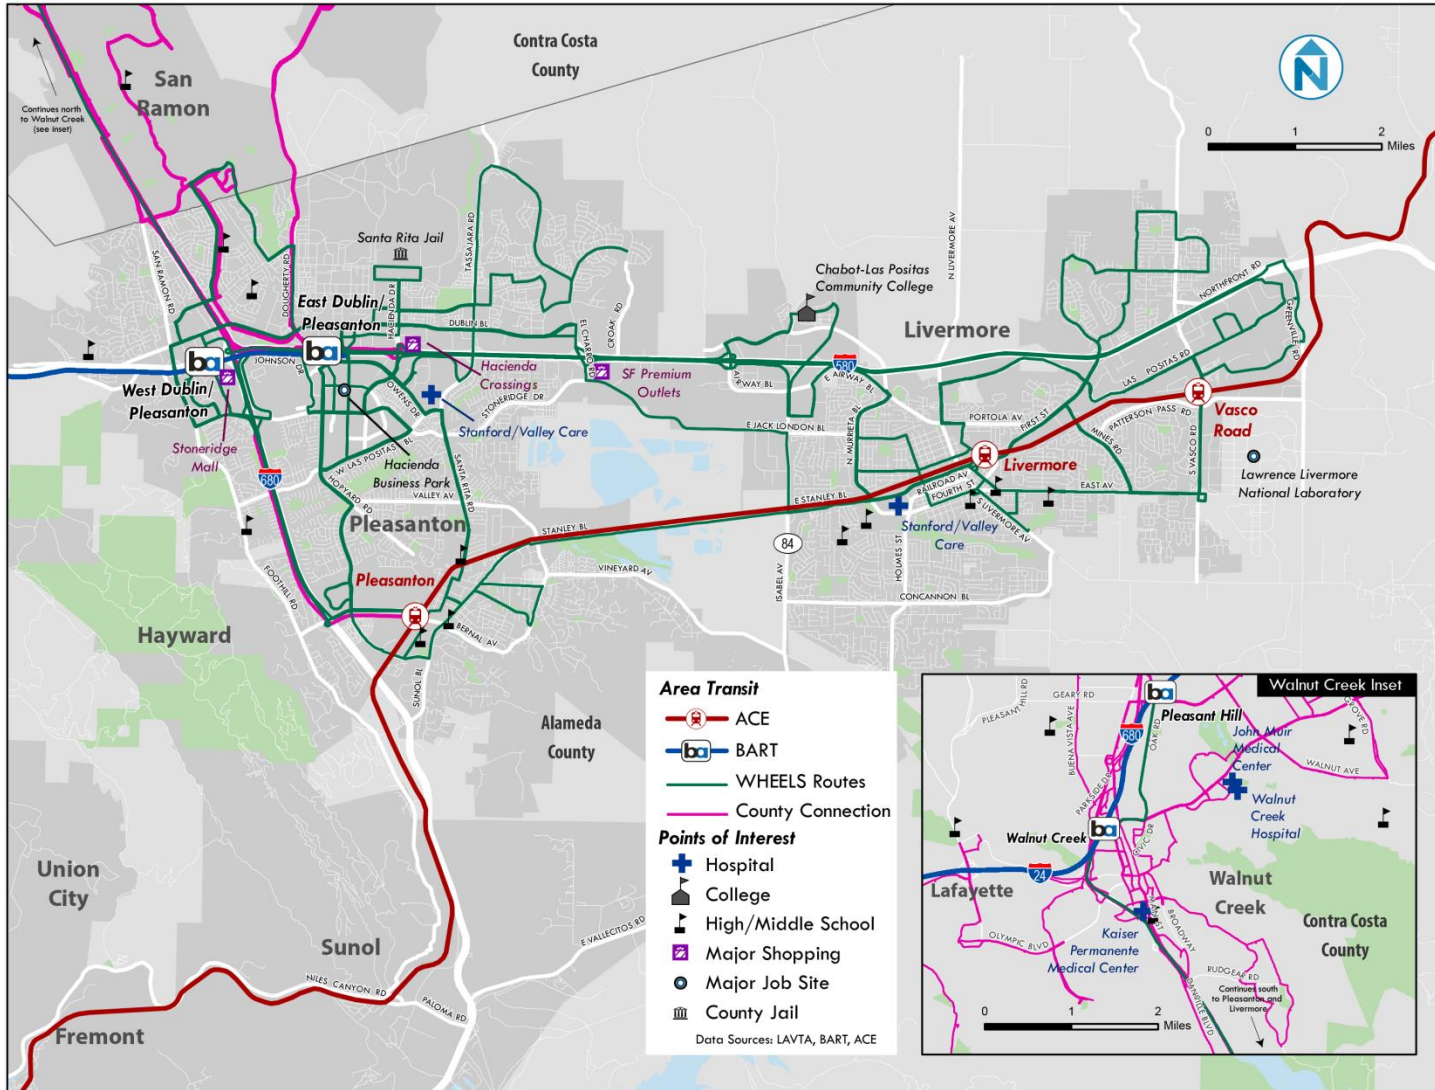 Contra Costa
County
San
Ramon
Continues north
to Walnut Creek
(see inset)
N
0 1 2
Miles
SAN RAMON RD
DOUGHERTY RD
Santa Rita Jail
TASSAJARA RD
HACIENDA DR
East Dublin/
Pleasanton
DUBLIN BL
EL CHARRO RD
CROAK RD
Chabot-Las Positas
Community College
N LIVERMORE AV
Livermore
NORTHFRONT RD
GREENVILLE RD
ba
ba
JOHNSON DR
West Dublin/
Pleasanton
Hacienda
Crossings
OWENS DR
STONERIDGE DR
SF Premium
Outlets
580
AIRWAY BL
E AIRWAY BL
LAS POSITAS RD
Stoneridge
Mall
Stanford/Valley Care
Hacienda
Business Park
W LAS POSITAS BL
E JACK LONDON BL
N MURRIETA BL
PORTOLA AV
FIRST ST
MINES RD
PATTERSON PASS RD
Vasco
Road
S VASCO RD
Lawrence Livermore
National Laboratory
680
HOPYARD RD
VALLEY AV
SANTA RITA RD
Livermore
RAILROAD AV
FOURTH ST
EAST AV
E STANLEY BL
Pleasanton
STANLEY BL
Stanford/Valley
Care
S LIVERMORE AV
84
HOLMES ST
ISABEL AV
VINEYARD AV
CONCANNON BL
FOOTHILL RD
Pleasanton
BERNAL AV
SUNOL BL
Hayward
Alameda
County
Union
City
Sunol
E VALLECITOS RD
NILES CANYON RD
PALOMA RD
Fremont
Area Transit
ACE
ba BART
WHEELS Routes
County Connection
Points of Interest
Hospital
College
High/Middle School
Major Shopping
Major Job Site
County Jail
Data Sources: LAVTA, BART, ACE
Walnut Creek Inset
GEARY RD
PLEASANT HILL RD
BUENA VISTA AVE
ba
Pleasant Hill
680
OAK RD
GROVE RD
John Muir
Medical
Center
WALNUT AVE
PARKSIDE DR
Walnut
Creek
Hospital
Walnut Creek
ba
CIVIC DR
24
Lafayette
Walnut
Creek
MAIN ST
BROADWAY
Contra Costa
County
OLYMPIC BLVD
Kaiser
Permanente
Medical Center
RUDGEAR RD
DANVILLE BLVD
Continues south
to Pleasanton and
Livermore
0 1 2
Miles